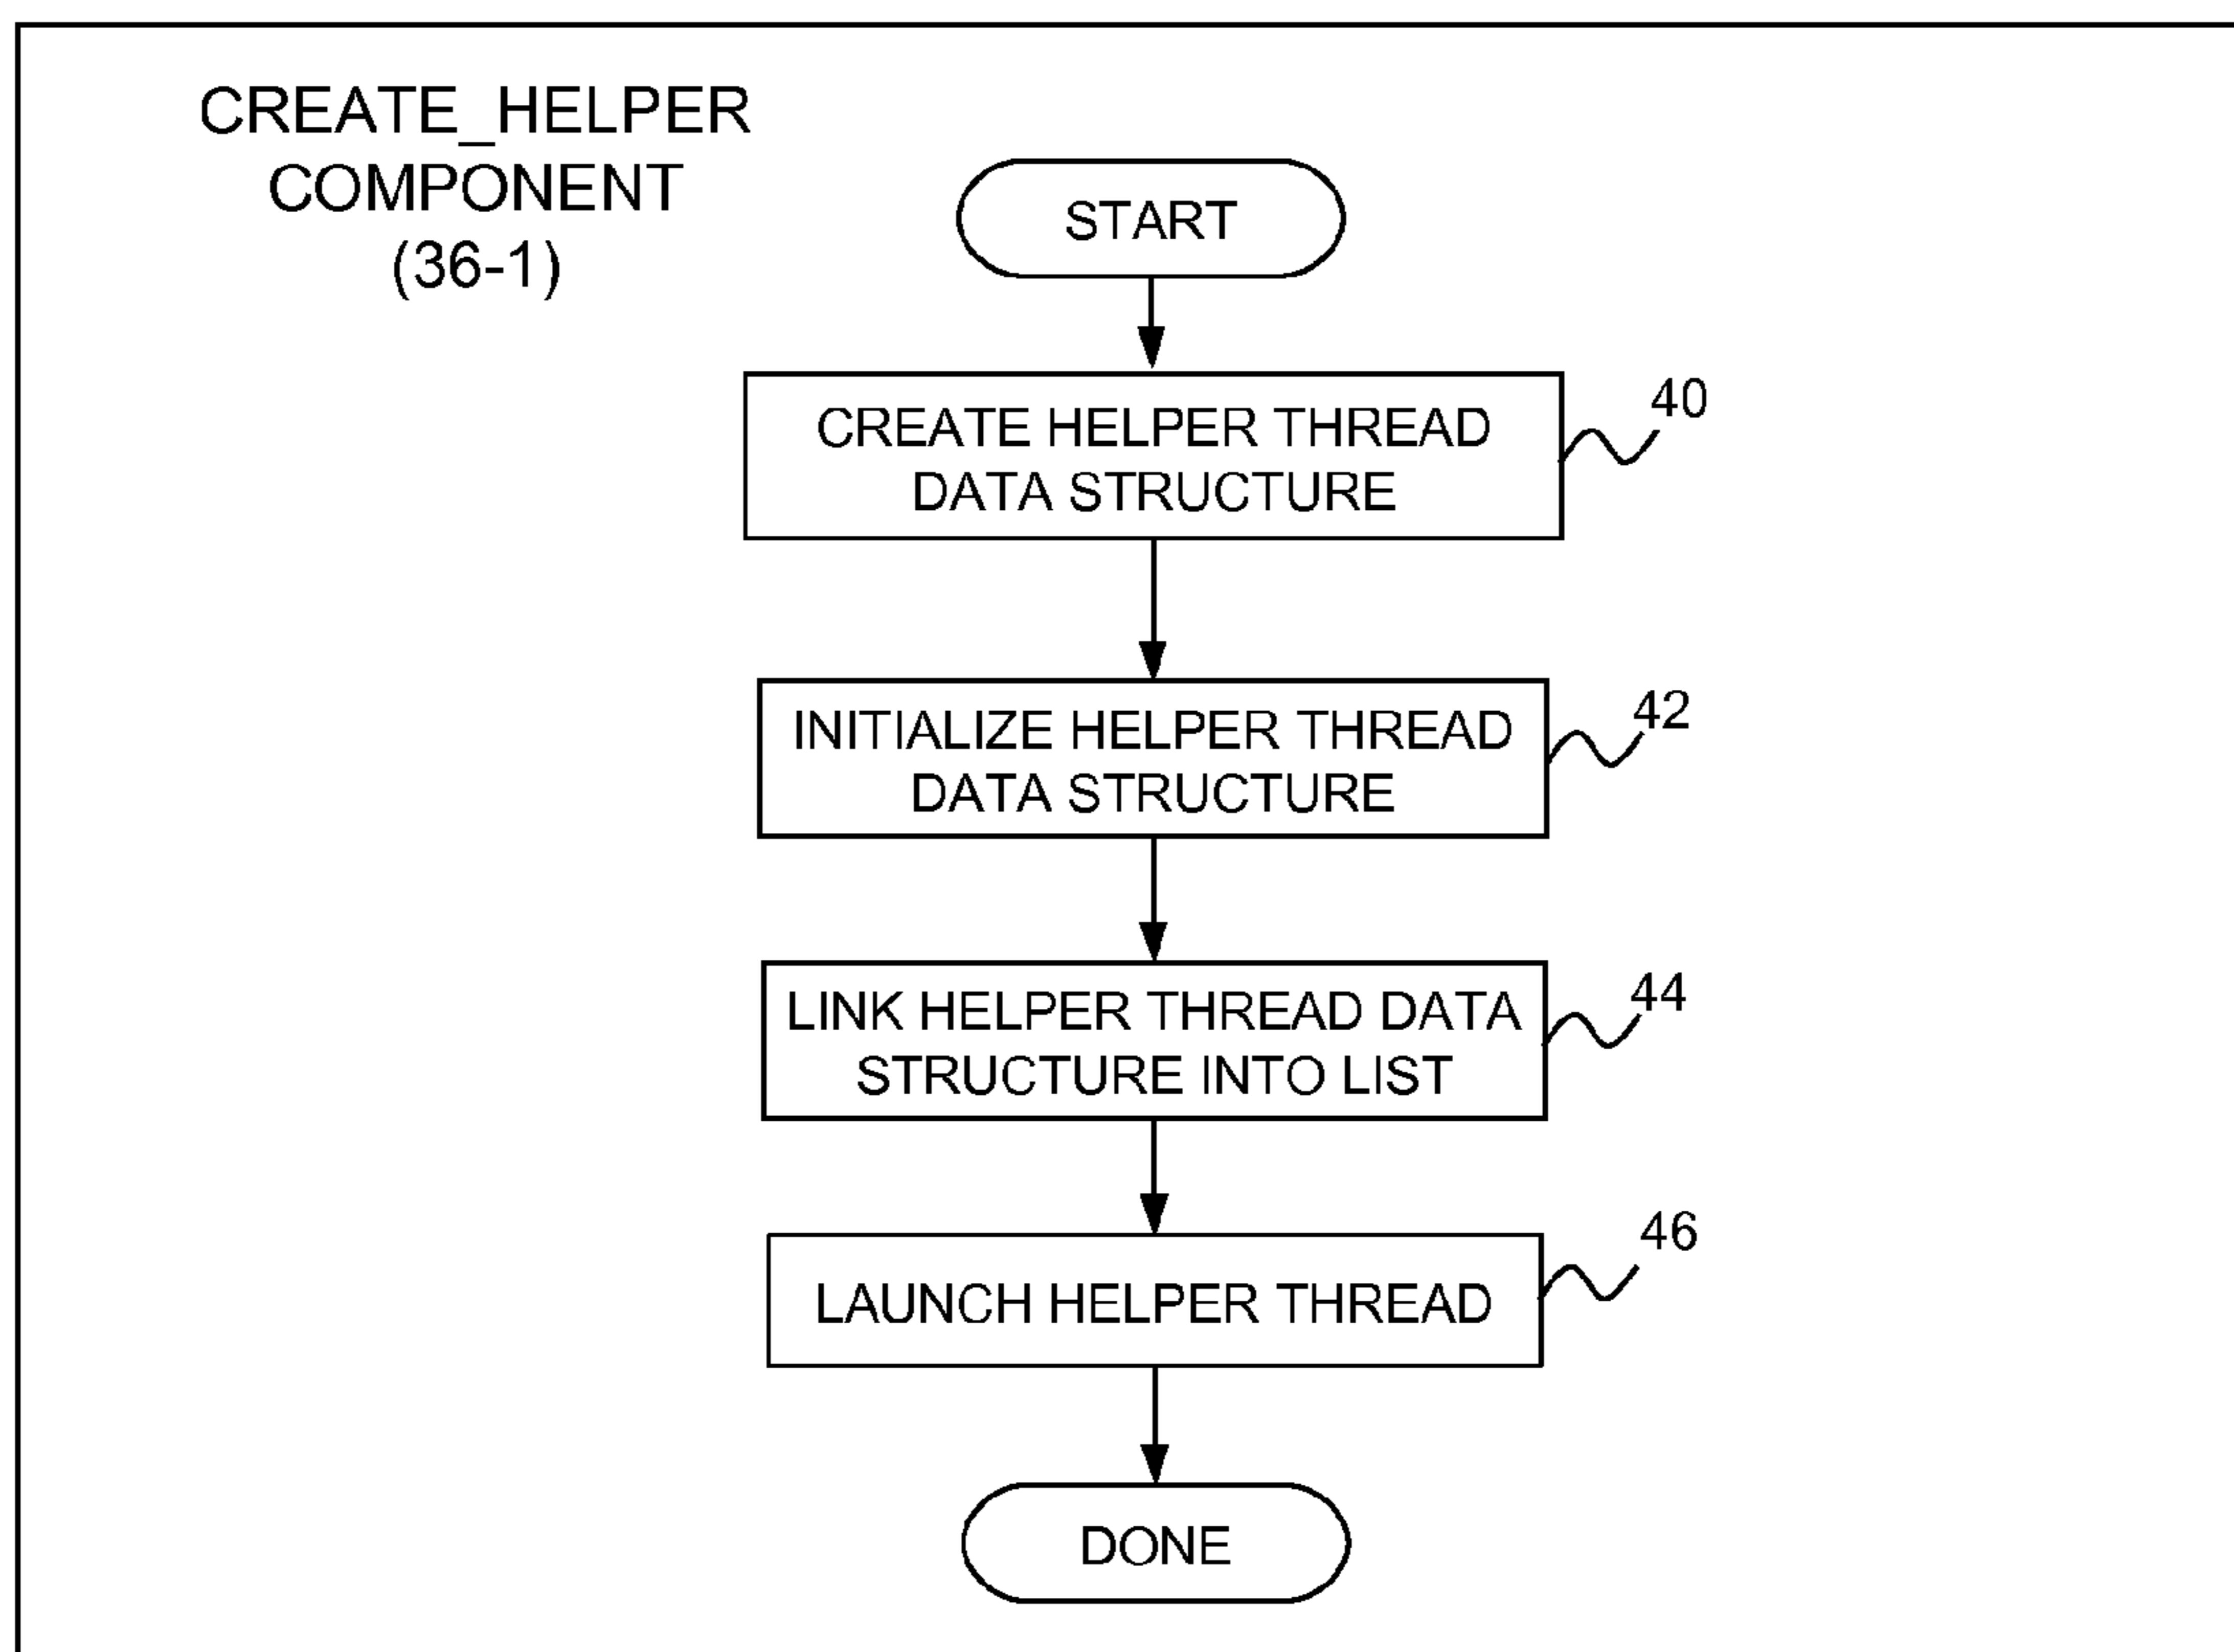 CREATE_HELPER
COMPONENT
(36-1)
START
CREATE HELPER THREAD
DATA STRUCTURE
40
INITIALIZE HELPER THREAD
DATA STRUCTURE
42
LINK HELPER THREAD DATA
STRUCTURE INTO LIST
44
LAUNCH HELPER THREAD
46
DONE